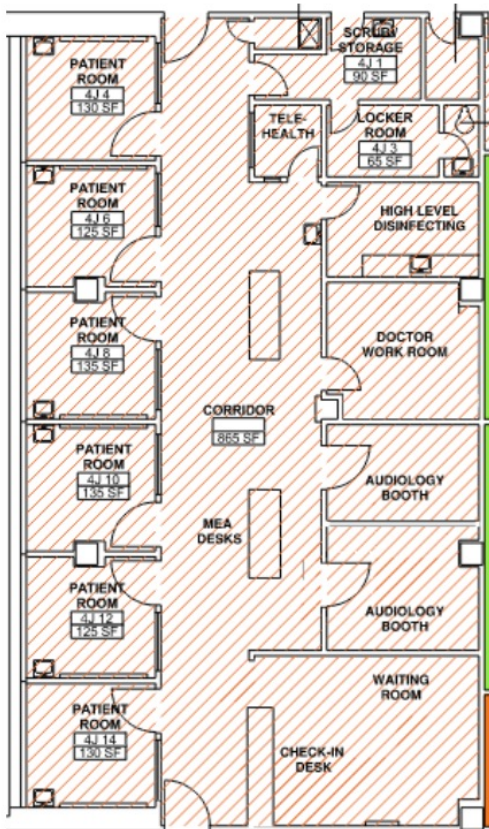 SCRUB/
STORAGE
4J 1
90 SF
PATIENT
ROOM
4J 4
130 SF
TELE-
HEALTH
LOCKER
ROOM
4J 3
65 SF
PATIENT
ROOM
4J 6
125 SF
HIGH LEVEL
DISINFECTING
PATIENT
ROOM
4J 8
135 SF
DOCTOR
WORK ROOM
CORRIDOR
865 SF
PATIENT
ROOM
4J 10
135 SF
AUDIOLOGY
BOOTH
MEA
DESKS
PATIENT
ROOM
4J 12
125 SF
AUDIOLOGY
BOOTH
PATIENT
ROOM
4J 14
130 SF
WAITING
ROOM
CHECK-IN
DESK